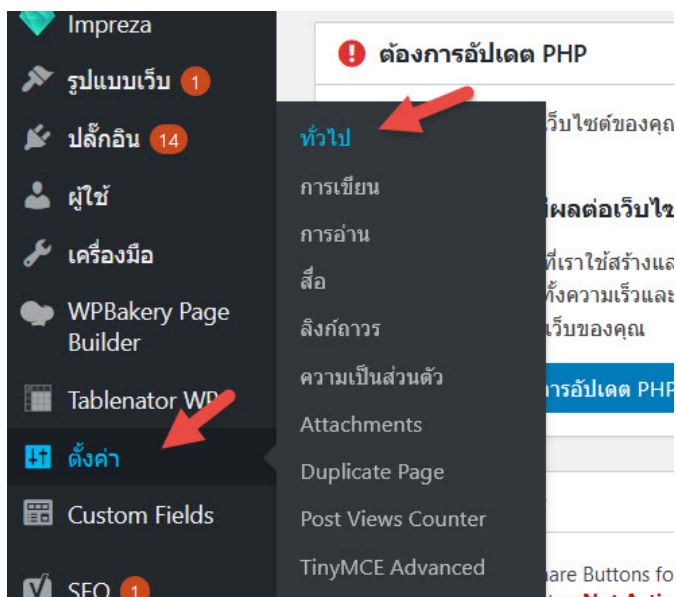 Impreza
รูปแบบเว็บ 1
ปลั๊กอิน 14
ผู้ใช้
เครื่องมือ
WPBakery Page
Builder
Tablenator WP
ตั้งค่า
Custom Fields
SEO 1
ทั่วไป
การเขียน
การอ่าน
สื่อ
ลิงก์ถาวร
ความเป็นส่วนตัว
Attachments
Duplicate Page
Post Views Counter
TinyMCE Advanced
ต้องการอัปเดต PHP
ว็บไซต์ของคุณ
มีผลต่อเว็บไซ
ที่เราใช้สร้างและ
ทั้งความเร็วและ
เว็บของคุณ
การอัปเดต PHP
are Buttons fo